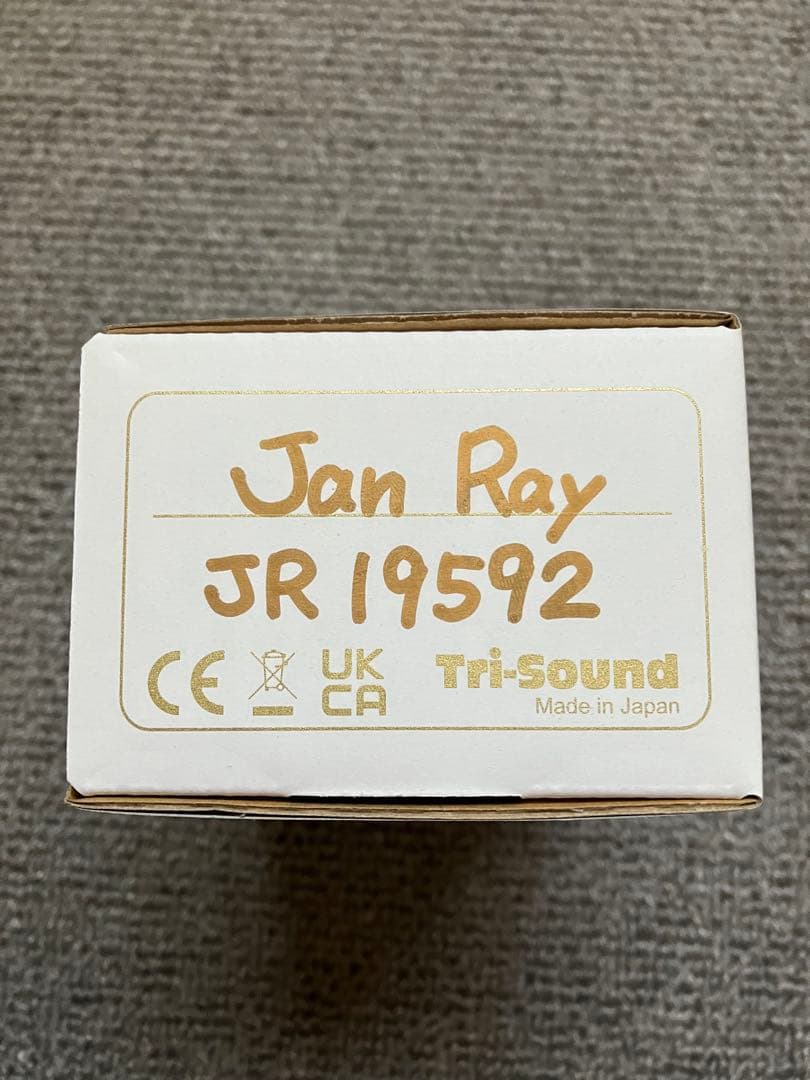 Jan Ray
JR 19592
CE UK CA Tri-Sound
Made in Japan